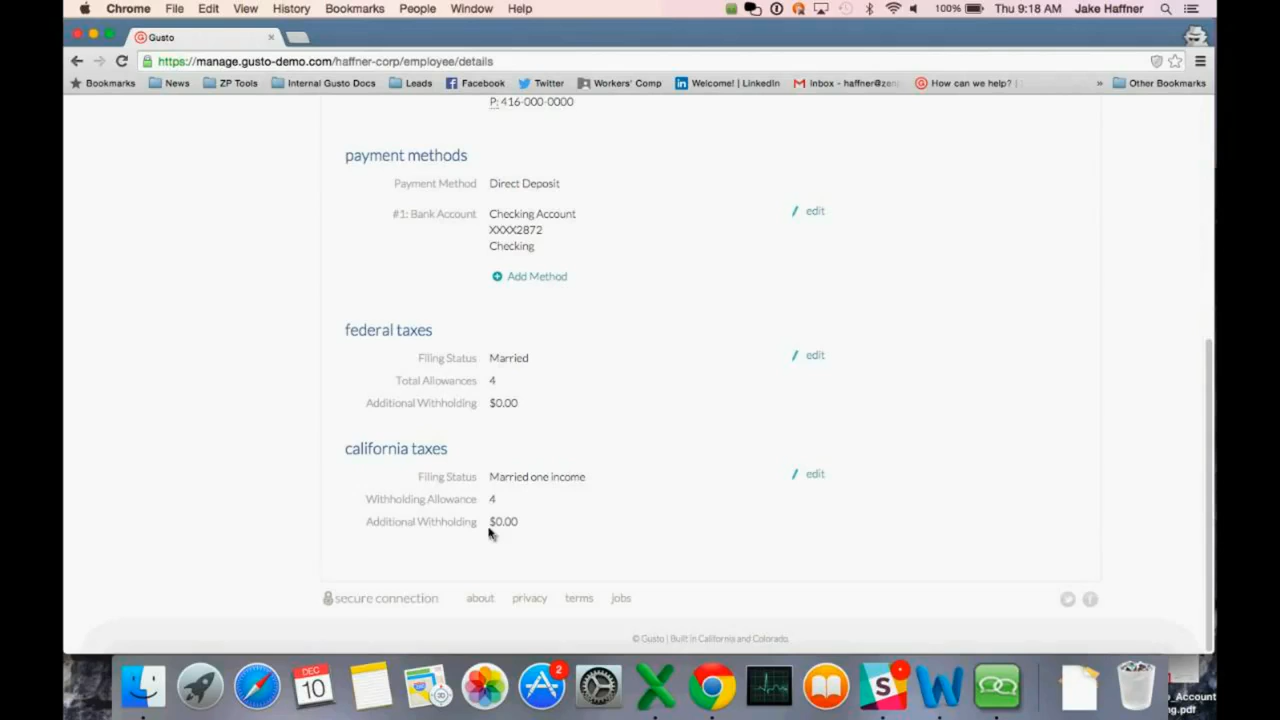 Chrome File Edit View History Bookmarks People Window Help 100% Thu 9:18 AM Jake Haffner
Gusto
https://manage.gusto-demo.com/haffner-corp/employee/details
Bookmarks News ZP Tools Internal Gusto Docs Leads Facebook Twitter Workers' Comp Welcome! | LinkedIn Inbox - haffner@zen How can we help? | » Other Bookmarks
P: 416-000-0000
payment methods
Payment Method Direct Deposit
#1: Bank Account Checking Account edit
XXXX2872
Checking
Add Method
federal taxes
Filing Status Married edit
Total Allowances 4
Additional Withholding $0.00
california taxes
Filing Status Married one income edit
Withholding Allowance 4
Additional Withholding $0.00
secure connection about privacy terms jobs
© Gusto | Built in California and Colorado.
DEC
10
2
_Account
ng.pdf